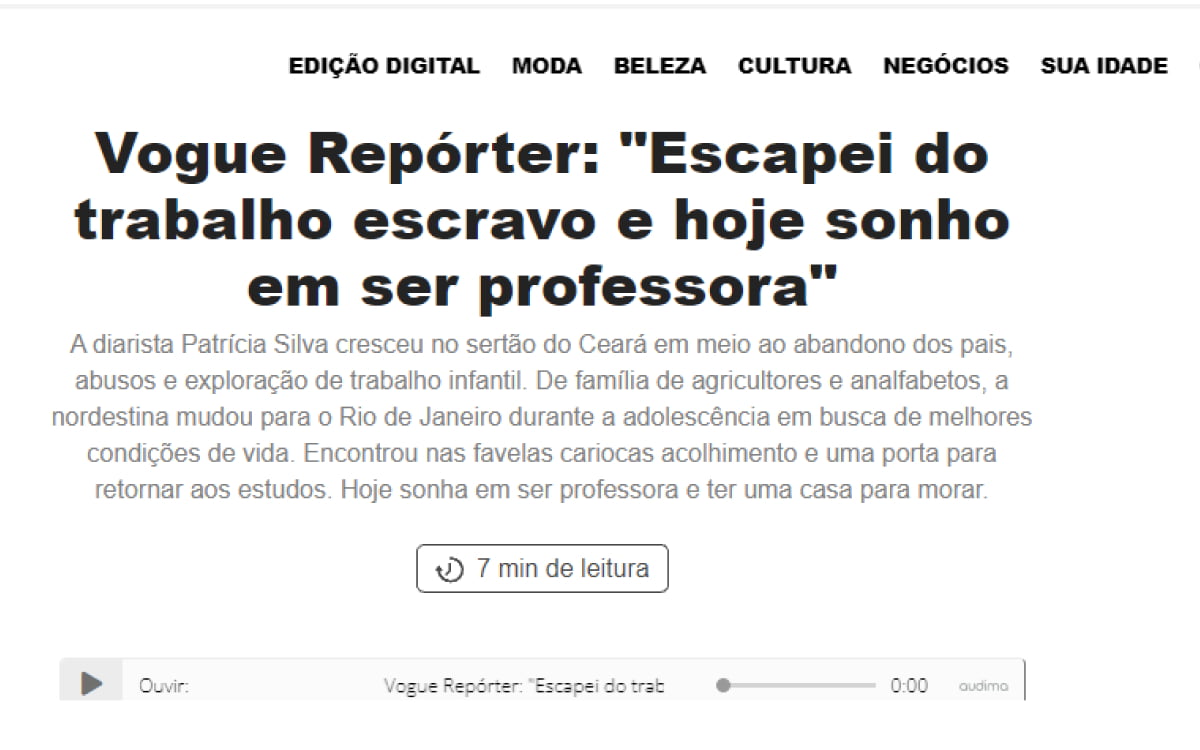 EDIÇÃO DIGITAL MODA BELEZA CULTURA NEGÓCIOS SUA IDADE
Vogue Repórter: "Escapei do
trabalho escravo e hoje sonho
em ser professora"
A diarista Patrícia Silva cresceu no sertão do Ceará em meio ao abandono dos pais,
abusos e exploração de trabalho infantil. De família de agricultores e analfabetos, a
nordestina mudou para o Rio de Janeiro durante a adolescência em busca de melhores
condições de vida. Encontrou nas favelas cariocas acolhimento e uma porta para
retornar aos estudos. Hoje sonha em ser professora e ter uma casa para morar.
7 min de leitura
Ouvir: Vogue Repórter: "Escapei do trab 0:00 audima